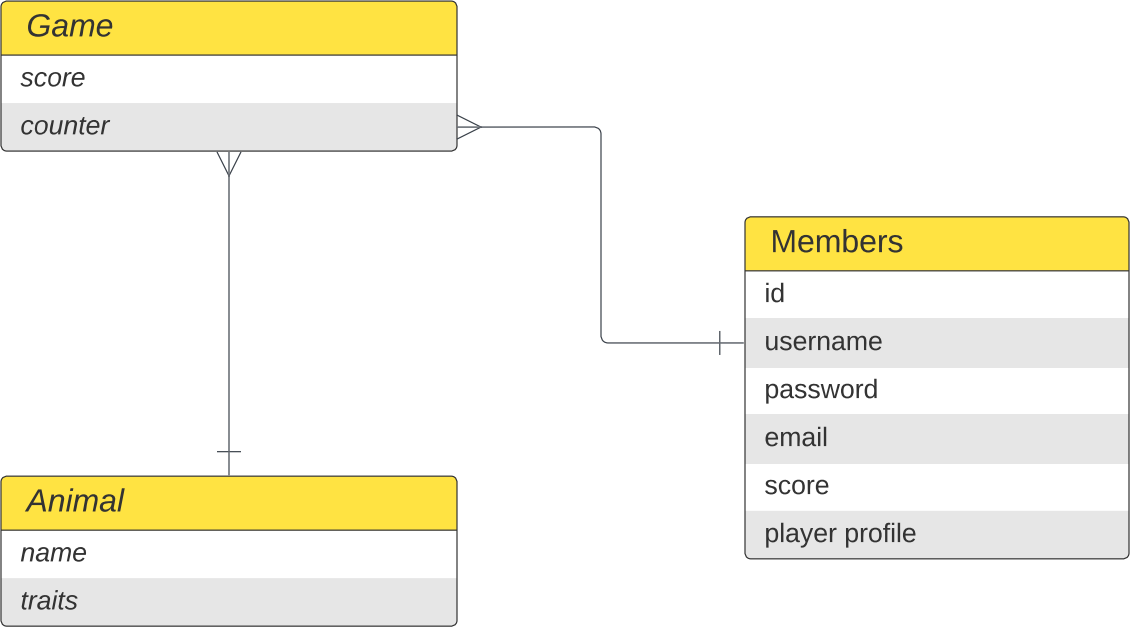 Game
score
counter
Members
id
username
password
email
score
player profile
Animal
name
traits